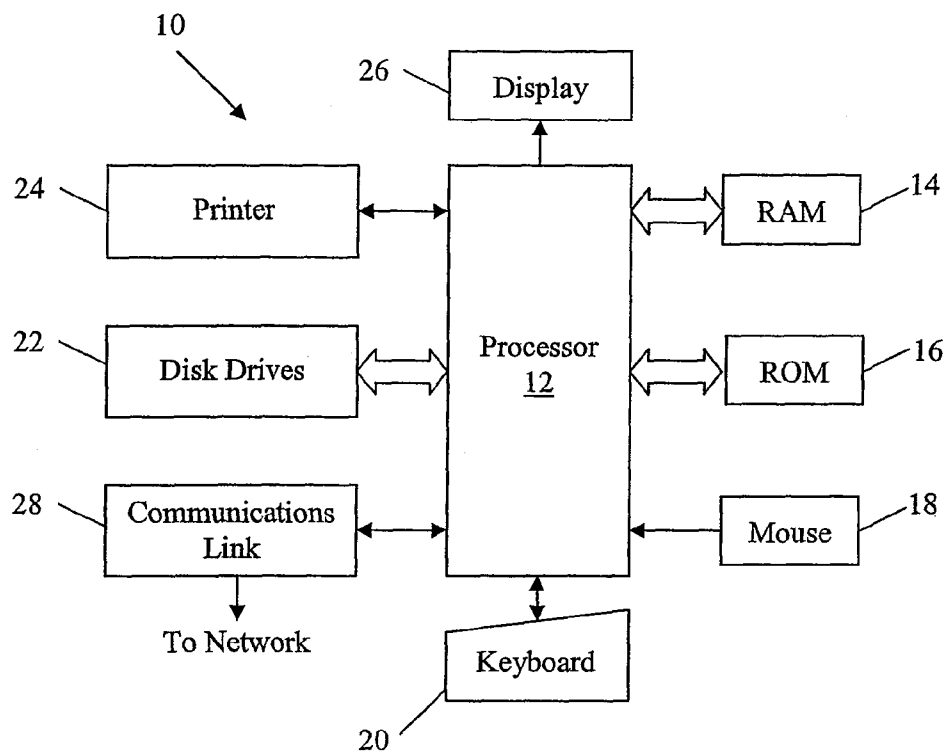 10
26
Display
24
Printer
14
RAM
22
Disk Drives
Processor
12
16
ROM
28
Communications
Link
18
Mouse
To Network
Keyboard
20